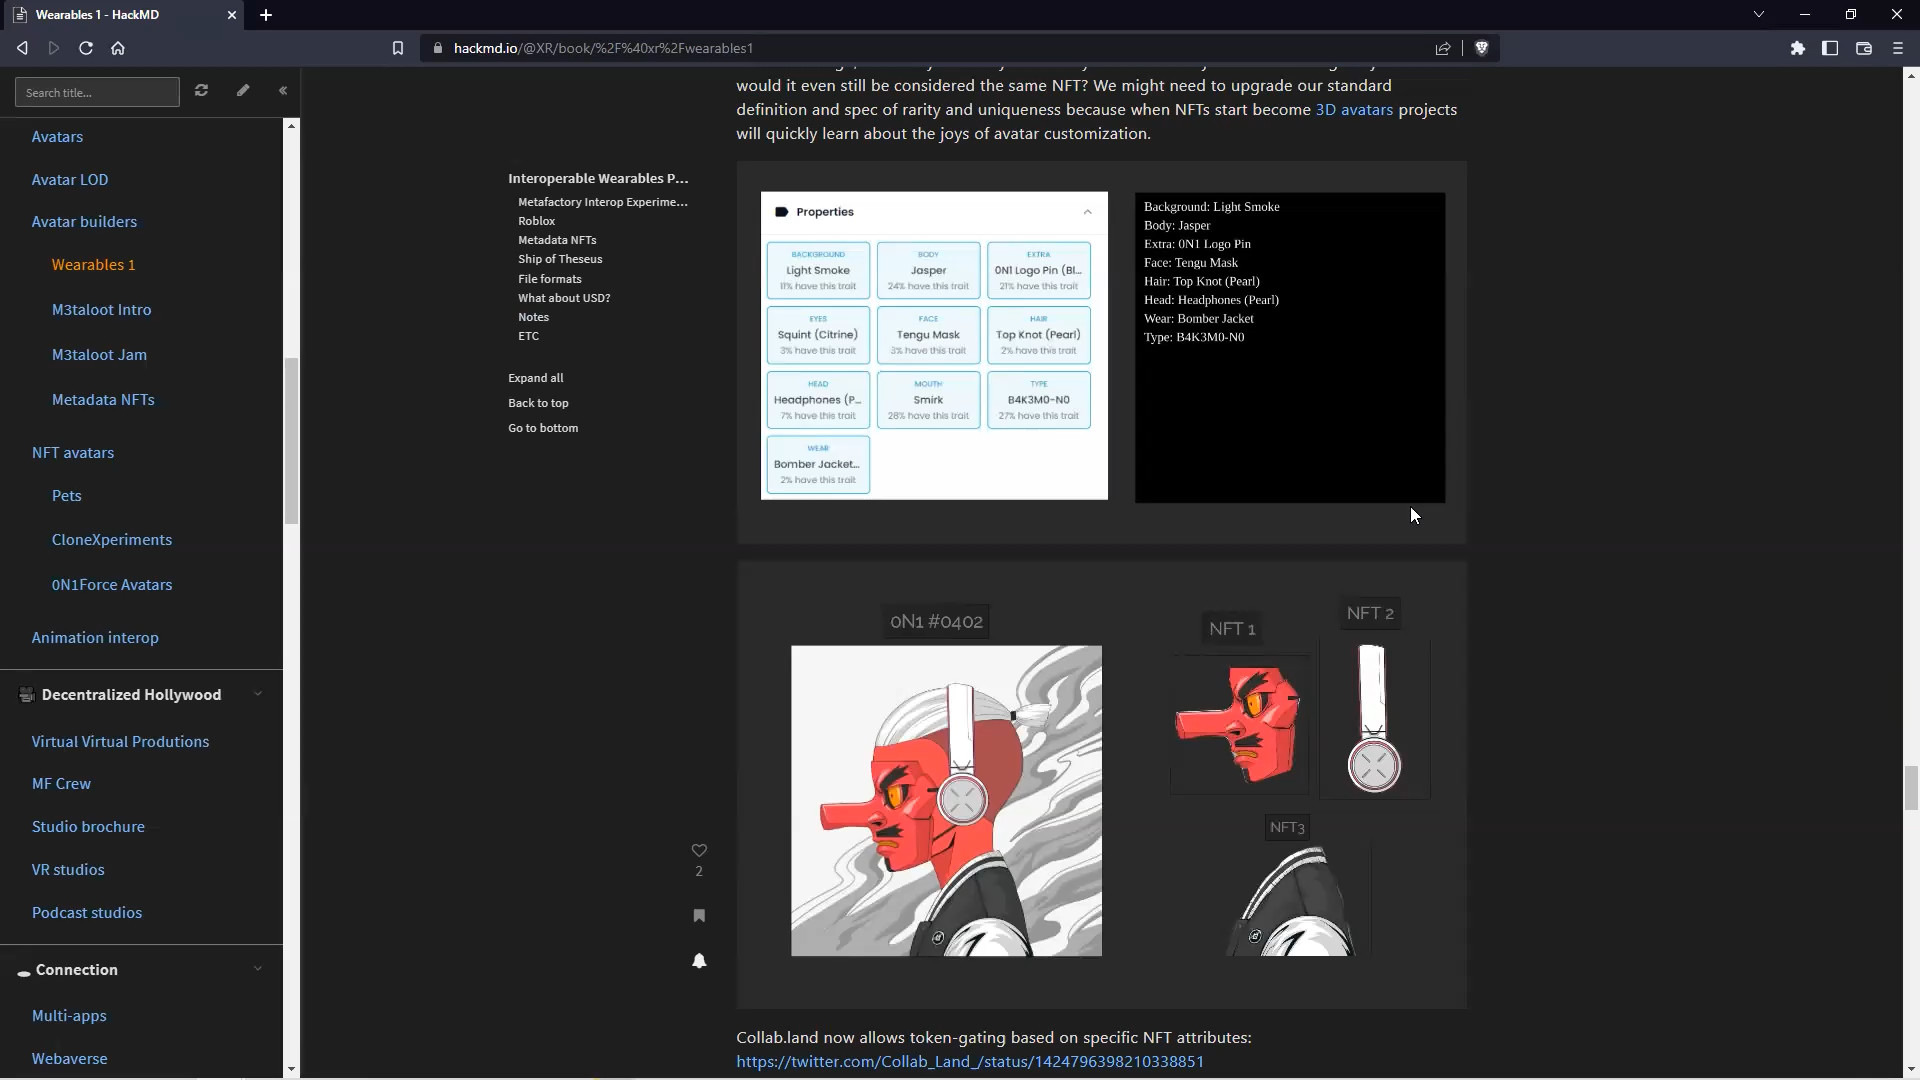 Wearables 1 - HackMD
hackmd.io/@XR/book/%2F%40xr%2Fwearables1
Search title...
Avatars
Avatar LOD
Avatar builders
Wearables 1
M3taloot Intro
M3taloot Jam
Metadata NFTs
NFT avatars
Pets
CloneXperiments
0N1Force Avatars
Animation interop
Decentralized Hollywood
Virtual Virtual Produtions
MF Crew
Studio brochure
VR studios
Podcast studios
Connection
Multi-apps
Webaverse
Interoperable Wearables P...
Metafactory Interop Experime...
Roblox
Metadata NFTs
Ship of Theseus
File formats
What about USD?
Notes
ETC
Expand all
Back to top
Go to bottom
2
would it even still be considered the same NFT? We might need to upgrade our standard
definition and spec of rarity and uniqueness because when NFTs start become 3D avatars projects
will quickly learn about the joys of avatar customization.
Properties
BACKGROUND
Light Smoke
11% have this trait
BODY
Jasper
24% have this trait
EXTRA
0N1 Logo Pin (Bl...
21% have this trait
EYES
Squint (Citrine)
3% have this trait
FACE
Tengu Mask
3% have this trait
HAIR
Top Knot (Pearl)
2% have this trait
HEAD
Headphones (P...
7% have this trait
MOUTH
Smirk
28% have this trait
TYPE
B4K3M0-N0
27% have this trait
WEAR
Bomber Jacket...
2% have this trait
Background: Light Smoke
Body: Jasper
Extra: 0N1 Logo Pin
Face: Tengu Mask
Hair: Top Knot (Pearl)
Head: Headphones (Pearl)
Wear: Bomber Jacket
Type: B4K3M0-N0
0N1 #0402
NFT 1
NFT 2
NFT3
Collab.land now allows token-gating based on specific NFT attributes:
https://twitter.com/Collab_Land_/status/1424796398210338851